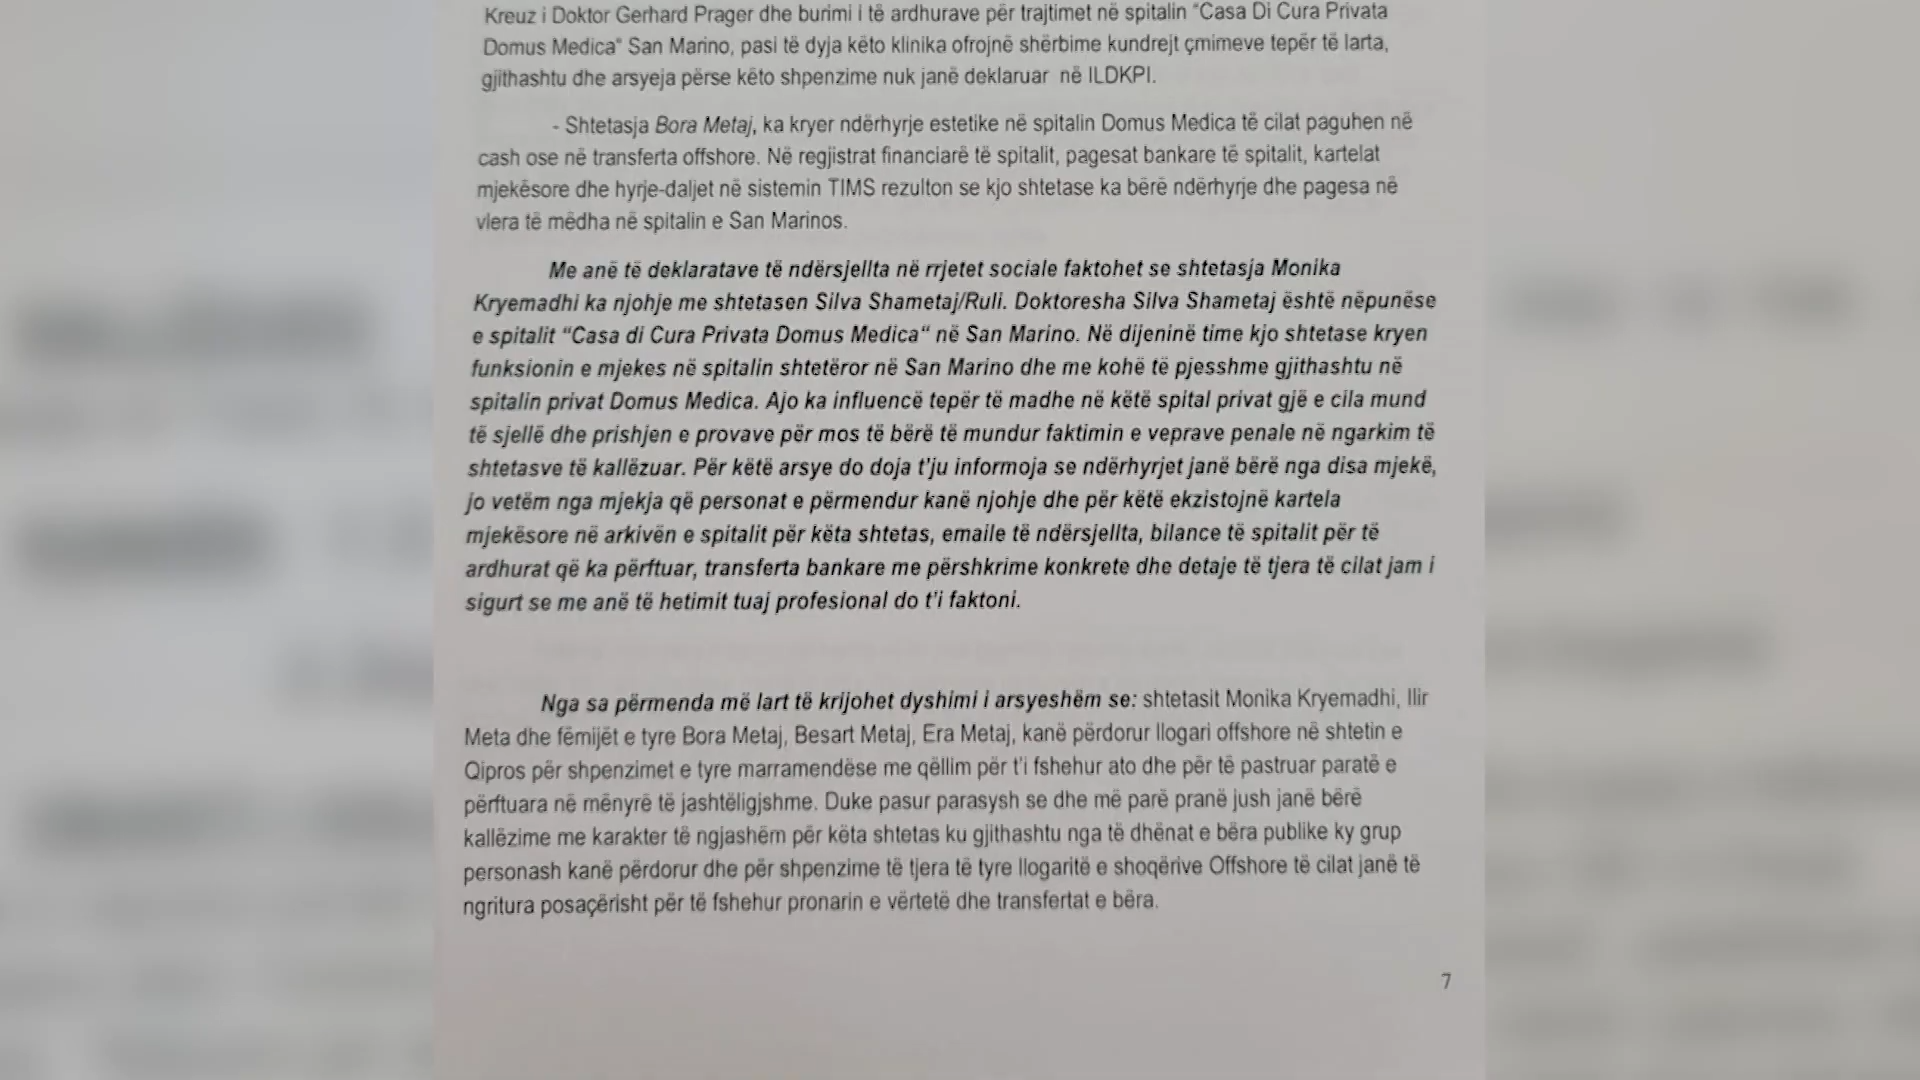 Kreuz i Doktor Gerhard Prager dhe burimi i të ardhurave për trajtimet në spitalin “Casa Di Cura Privata
Domus Medica“ San Marino, pasi të dyja këto klinika ofrojnë shërbime kundrejt çmimeve tepër të larta,
gjithashtu dhe arsyeja përse këto shpenzime nuk janë deklaruar në ILDKPI.
- Shtetasja Bora Metaj, ka kryer ndërhyrje estetike në spitalin Domus Medica të cilat paguhen në
cash ose në transferta offshore. Në regjistrat financiarë të spitalit, pagesat bankare të spitalit, kartelat
mjekësore dhe hyrje-daljet në sistemin TIMS rezulton se kjo shtetase ka bërë ndërhyrje dhe pagesa në
vlera të mëdha në spitalin e San Marinos.
Me anë të deklaratave të ndërsjellta në rrjetet sociale faktohet se shtetasja Monika
Kryemadhi ka njohje me shtetasen Silva Shametaj/Ruli. Doktoresha Silva Shametaj është nëpunëse
e spitalit “Casa di Cura Privata Domus Medica“ në San Marino. Në dijeninë time kjo shtetase kryen
funksionin e mjekes në spitalin shtetëror në San Marino dhe me kohë të pjesshme gjithashtu në
spitalin privat Domus Medica. Ajo ka influencë tepër të madhe në këtë spital privat gjë e cila mund
të sjellë dhe prishjen e provave për mos të bërë të mundur faktimin e veprave penale në ngarkim të
shtetasve të kallëzuar. Për këtë arsye do doja t’ju informoja se ndërhyrjet janë bërë nga disa mjekë,
jo vetëm nga mjekja që personat e përmendur kanë njohje dhe për këtë ekzistojnë kartela
mjekësore në arkivën e spitalit për këta shtetas, emaile të ndërsjellta, bilance të spitalit për të
ardhurat që ka përftuar, transferta bankare me përshkrime konkrete dhe detaje të tjera të cilat jam i
sigurt se me anë të hetimit tuaj profesional do t’i faktoni.
Nga sa përmenda më lart të krijohet dyshimi i arsyeshëm se: shtetasit Monika Kryemadhi, Ilir
Meta dhe fëmijët e tyre Bora Metaj, Besart Metaj, Era Metaj, kanë përdorur llogari offshore në shtetin e
Qipros për shpenzimet e tyre marramendëse me qëllim për t’i fshehur ato dhe për të pastruar paratë e
përftuara në mënyrë të jashtëligjshme. Duke pasur parasysh se dhe më parë pranë jush janë bërë
kallëzime me karakter të ngjashëm për këta shtetas ku gjithashtu nga të dhënat e bëra publike ky grup
personash kanë përdorur dhe për shpenzime të tjera të tyre llogaritë e shoqërive Offshore të cilat janë të
ngritura posaçërisht për të fshehur pronarin e vërtetë dhe transfertat e bëra.
7